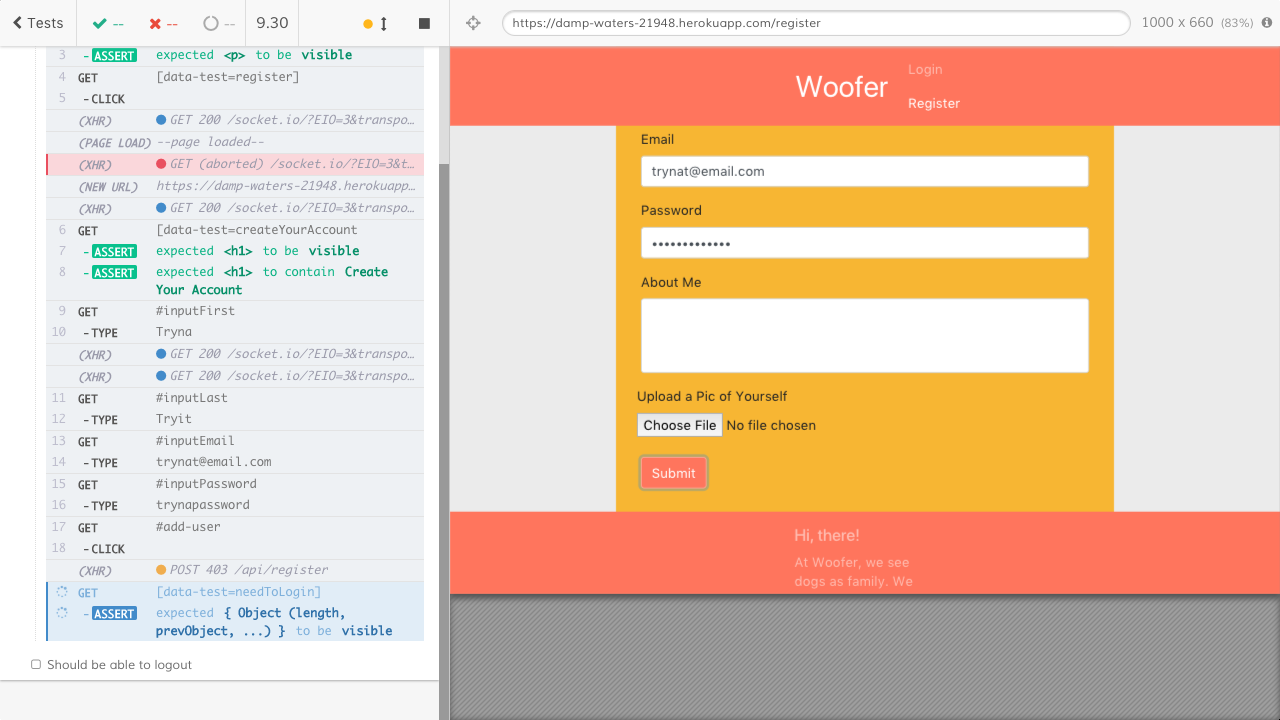 Tests
--
--
--
9.30
https://damp-waters-21948.herokuapp.com/register
1000 x 660 (83%)
3 -ASSERT expected <p> to be visible
4 GET [data-test=register]
5 -CLICK
(XHR) GET 200 /socket.io/?EIO=3&transpo…
(PAGE LOAD) --page loaded--
(XHR) GET (aborted) /socket.io/?EIO=3&t…
(NEW URL) https://damp-waters-21948.herokuapp…
(XHR) GET 200 /socket.io/?EIO=3&transpo…
6 GET [data-test=createYourAccount
7 -ASSERT expected <h1> to be visible
8 -ASSERT expected <h1> to contain Create
Your Account
9 GET #inputFirst
10 -TYPE Tryna
(XHR) GET 200 /socket.io/?EIO=3&transpo…
(XHR) GET 200 /socket.io/?EIO=3&transpo…
11 GET #inputLast
12 -TYPE Tryit
13 GET #inputEmail
14 -TYPE trynat@email.com
15 GET #inputPassword
16 -TYPE trynapassword
17 GET #add-user
18 -CLICK
(XHR) POST 403 /api/register
GET [data-test=needToLogin]
-ASSERT expected { Object (length,
prevObject, ...) } to be visible
Should be able to logout
Woofer
Login
Register
Email
trynat@email.com
Password
•••••••••••••
About Me
Upload a Pic of Yourself
Choose File No file chosen
Submit
Hi, there!
At Woofer, we see
dogs as family. We